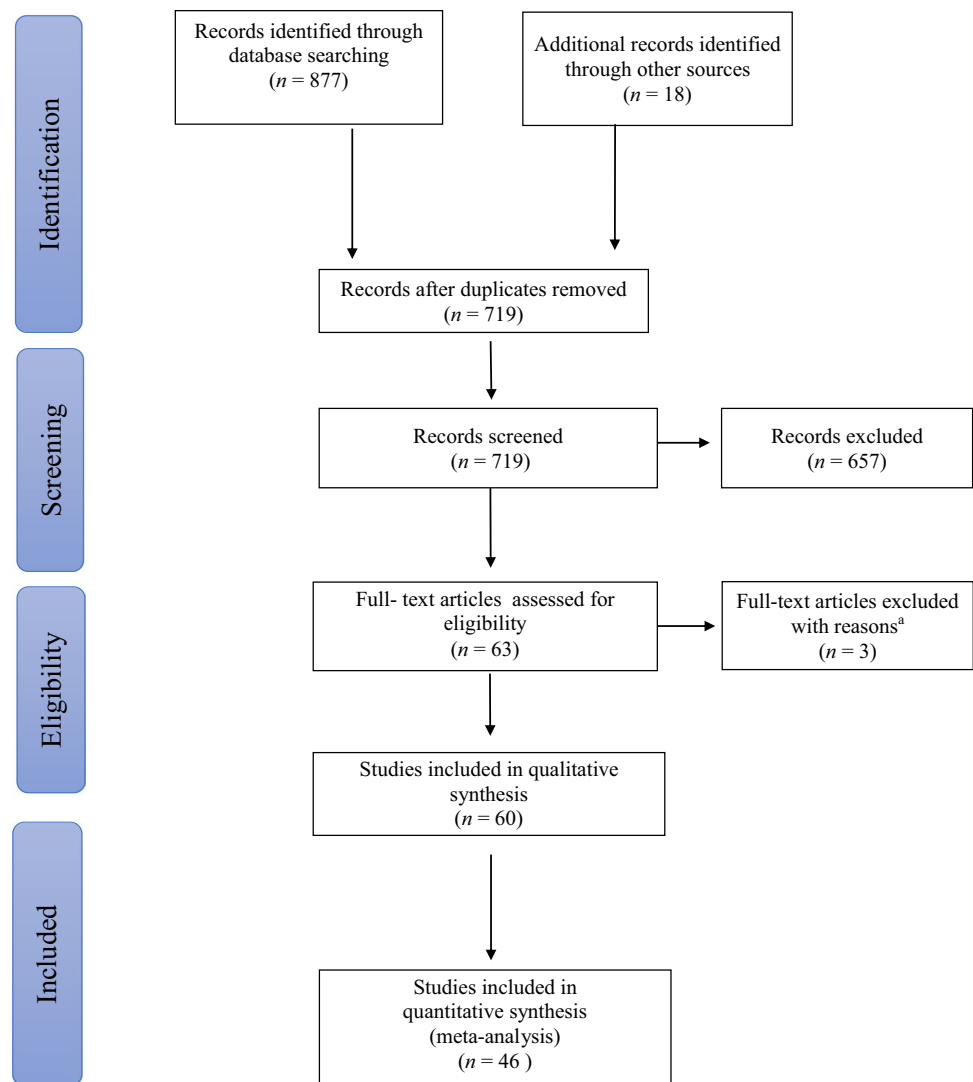 Identification
Records identified through
database searching
(n = 877)
Additional records identified
through other sources
(n = 18)
Records after duplicates removed
(n = 719)
Screening
Records screened
(n = 719)
Records excluded
(n = 657)
Eligibility
Full- text articles assessed for
eligibility
(n = 63)
Full-text articles excluded
with reasonsᵃ
(n = 3)
Studies included in qualitative
synthesis
(n = 60)
Included
Studies included in
quantitative synthesis
(meta-analysis)
(n = 46 )